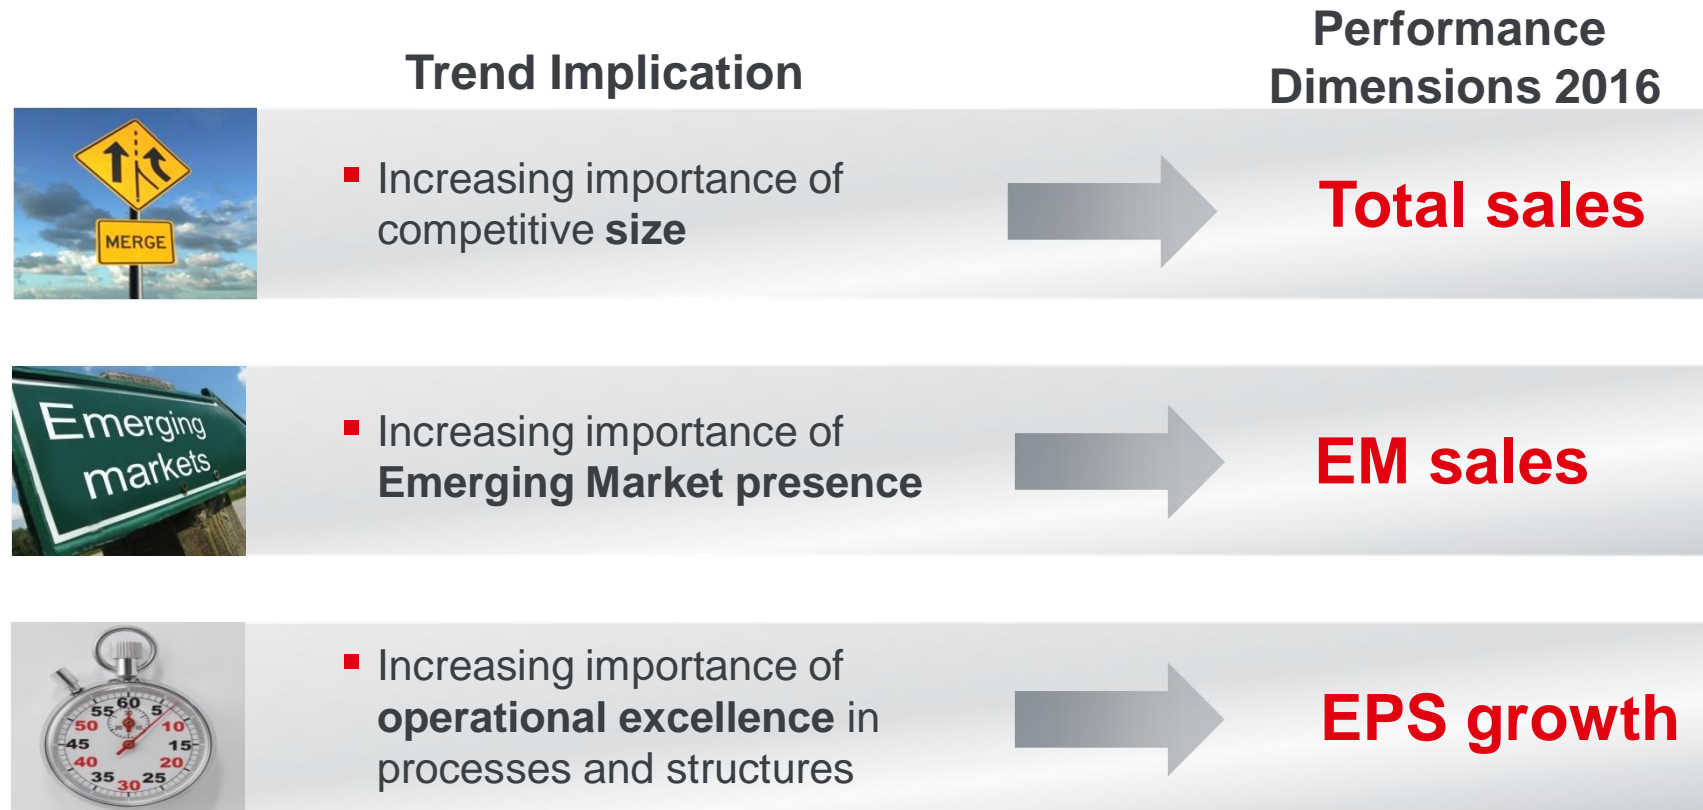 Trend Implication
Performance
Dimensions 2016
MERGE
▪ Increasing importance of
competitive size
Total sales
Emerging
markets
▪ Increasing importance of
Emerging Market presence
EM sales
60
55 5
50 10
45 15
40 20
35 25
30
▪ Increasing importance of
operational excellence in
processes and structures
EPS growth